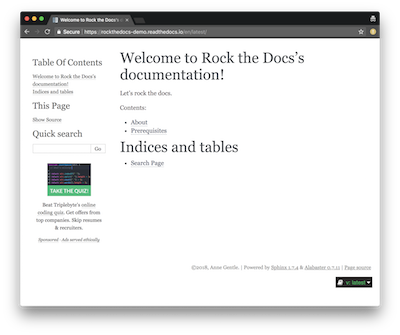 Welcome to Rock the Docs's d
Secure
https://rockthedocs-demo.readthedocs.io/en/latest/
Table Of Contents
Welcome to Rock the Docs's
documentation!
Indices and tables
This Page
Show Source
Quick search
Go
TAKE THE QUIZ!
Beat Triplebyte's online
coding quiz. Get offers from
top companies. Skip resumes
& recruiters.
Sponsored · Ads served ethically
Welcome to Rock the Docs's
documentation!
Let's rock the docs.
Contents:
About
Prerequisites
Indices and tables
Search Page
©2018, Anne Gentle. | Powered by Sphinx 1.7.4 & Alabaster 0.7.11 | Page source
v: latest